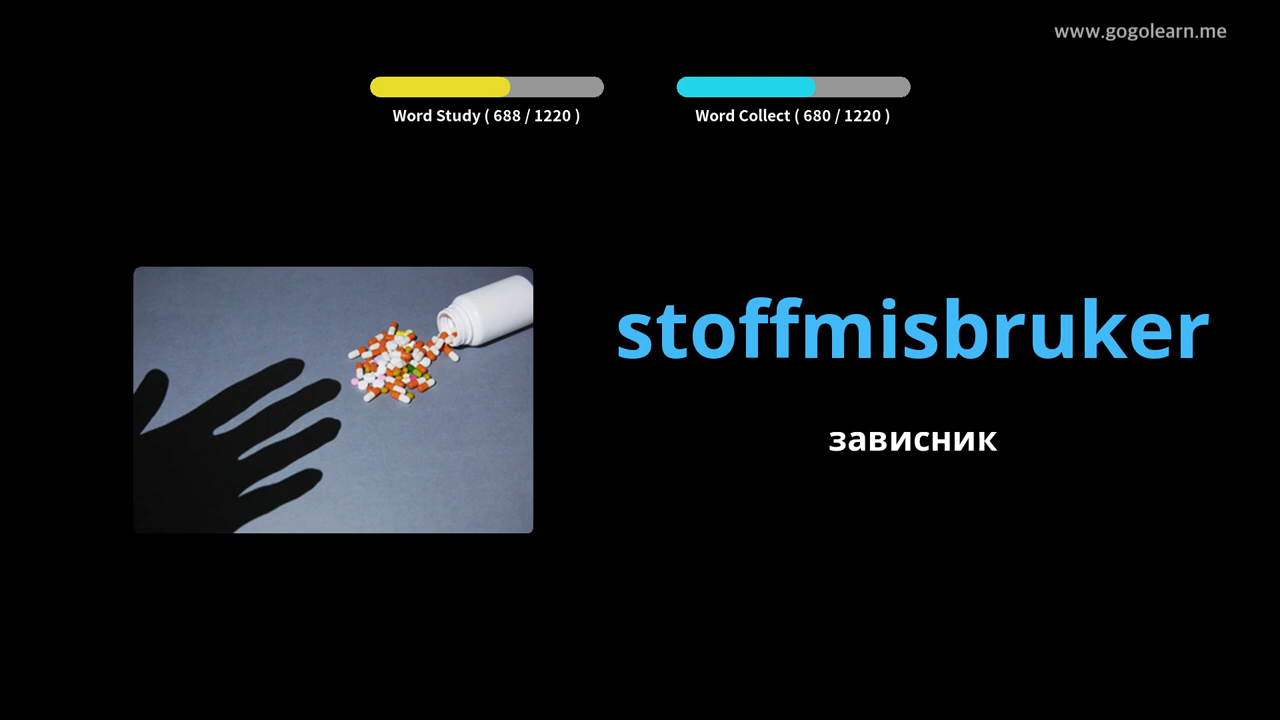 www.gogolearn.me
Word Study ( 688 / 1220 )
Word Collect ( 680 / 1220 )
stoffmisbruker
зависник